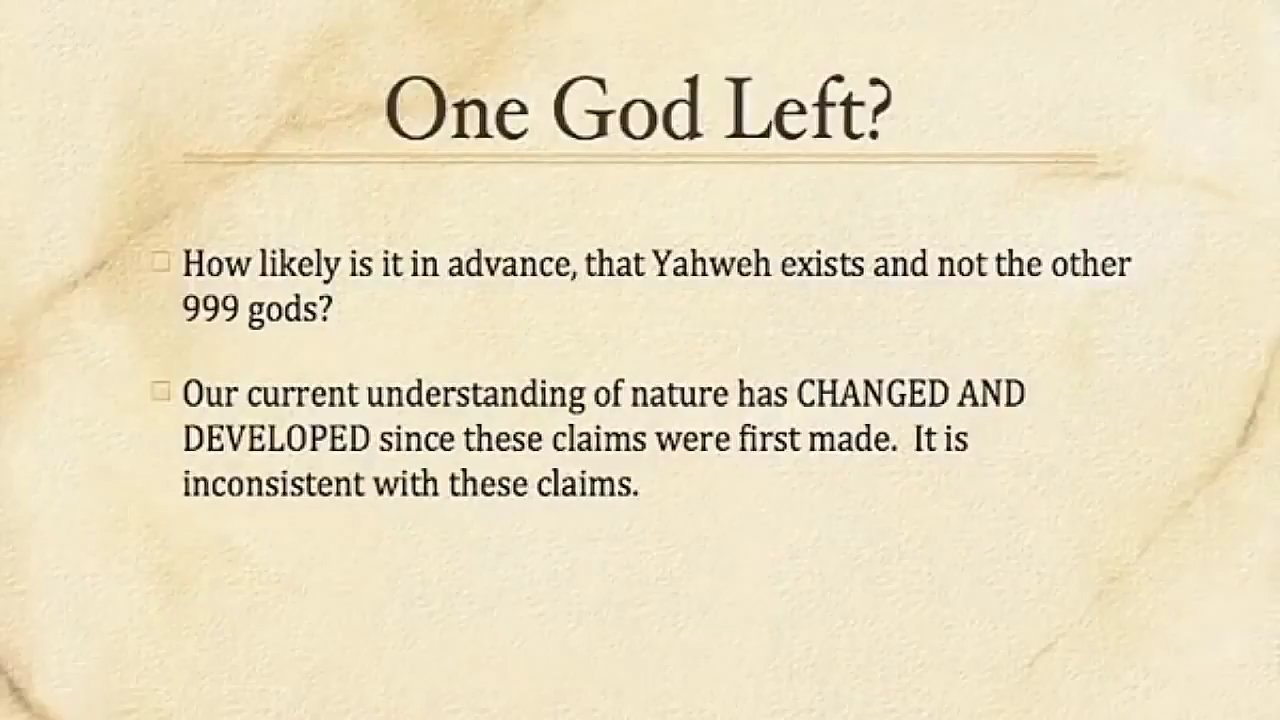 One God Left?
How likely is it in advance, that Yahweh exists and not the other
999 gods?
Our current understanding of nature has CHANGED AND
DEVELOPED since these claims were first made.  It is
inconsistent with these claims.